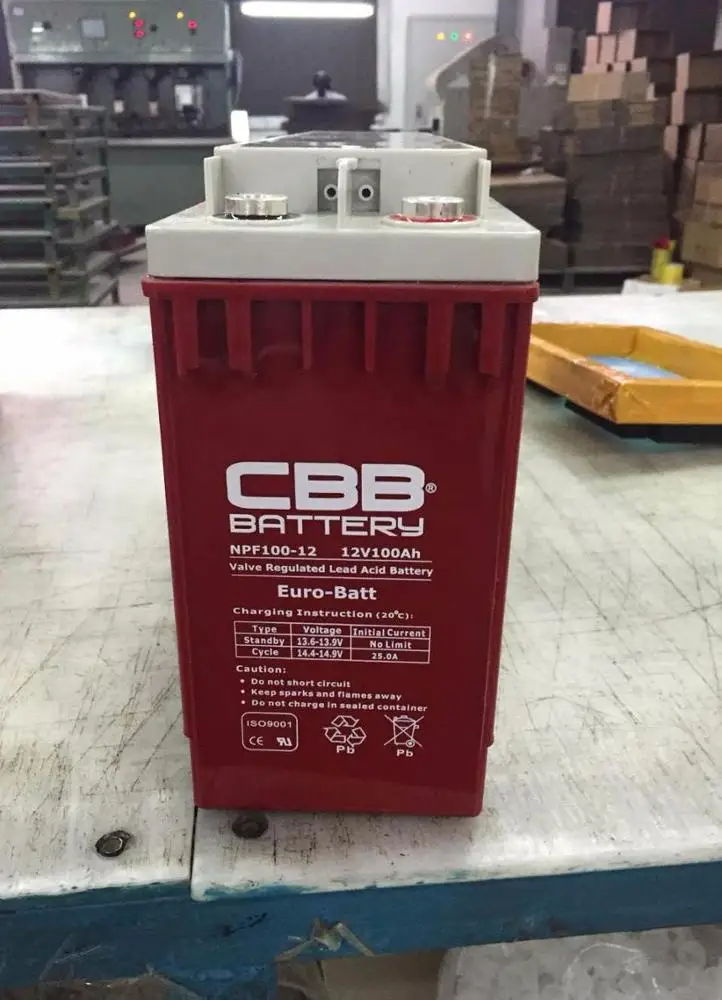 CBB®
BATTERY
NPF100-12 12V100Ah
Valve Regulated Lead Acid Battery
Euro-Batt
Charging Instruction (20℃):
Type Voltage Initial Current
Standby 13.6-13.9V No Limit
Cycle 14.4-14.9V 25.0A
Caution:
• Do not short circuit
• Keep sparks and flames away
• Do not charge in sealed container
ISO9001
CE
Pb
Pb